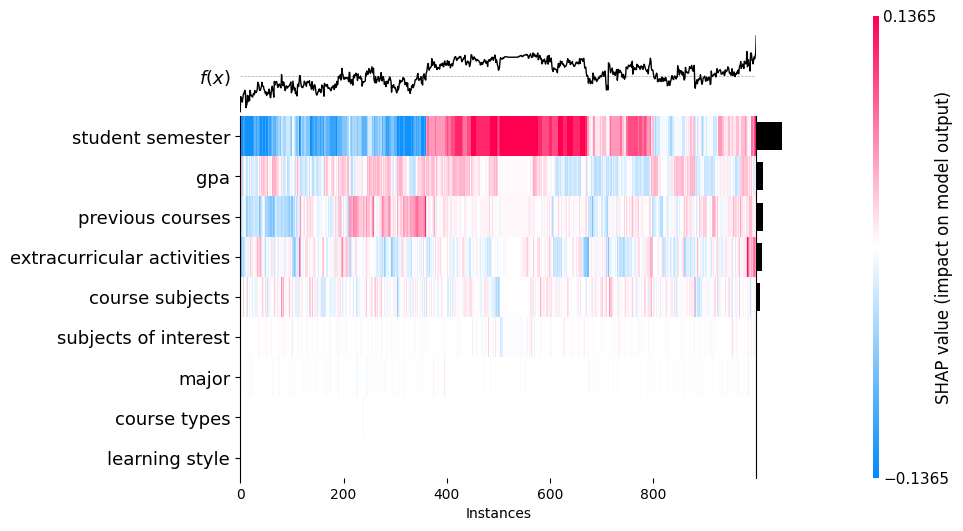 0.1365
f(x)
student semester
gpa
previous courses
extracurricular activities
course subjects
subjects of interest
major
course types
learning style
0 200 400 600 800
Instances
−0.1365
SHAP value (impact on model output)